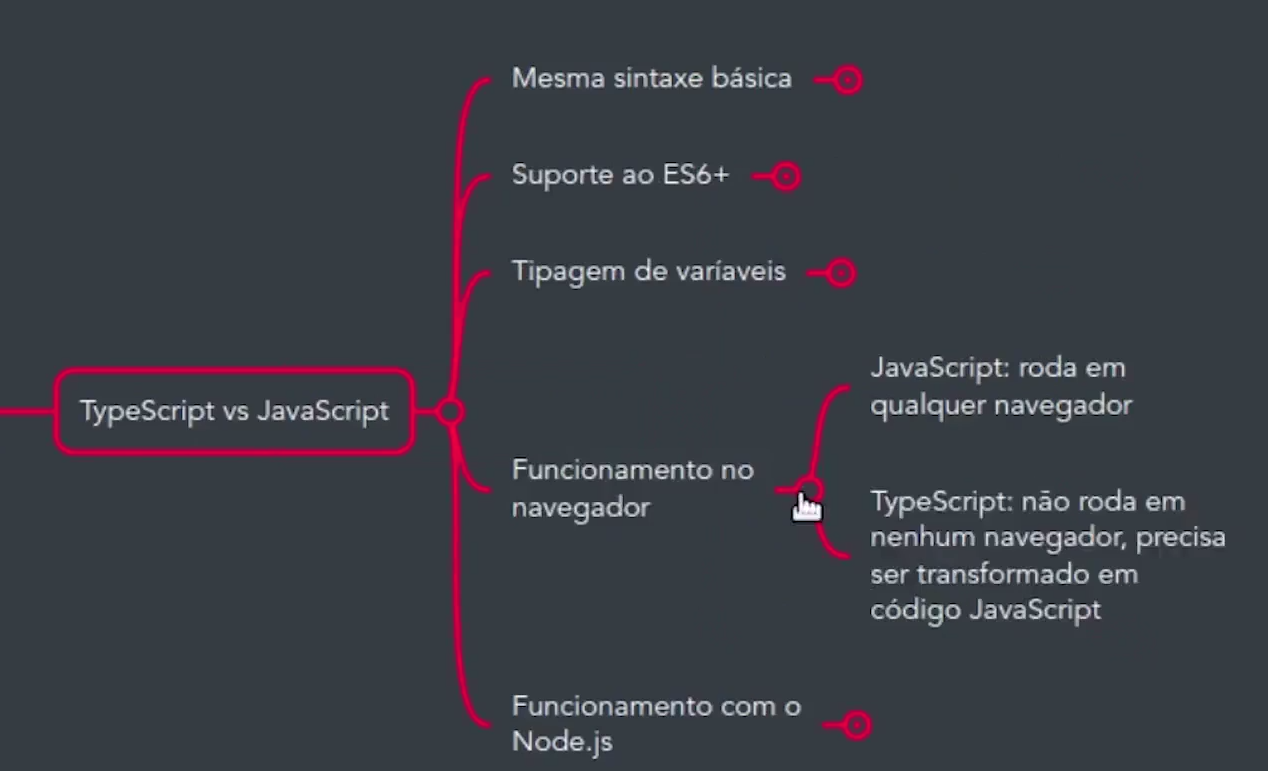 Mesma sintaxe básica
Suporte ao ES6+
Tipagem de varíaveis
TypeScript vs JavaScript
Funcionamento no
navegador
JavaScript: roda em
qualquer navegador
TypeScript: não roda em
nenhum navegador, precisa
ser transformado em
código JavaScript
Funcionamento com o
Node.js